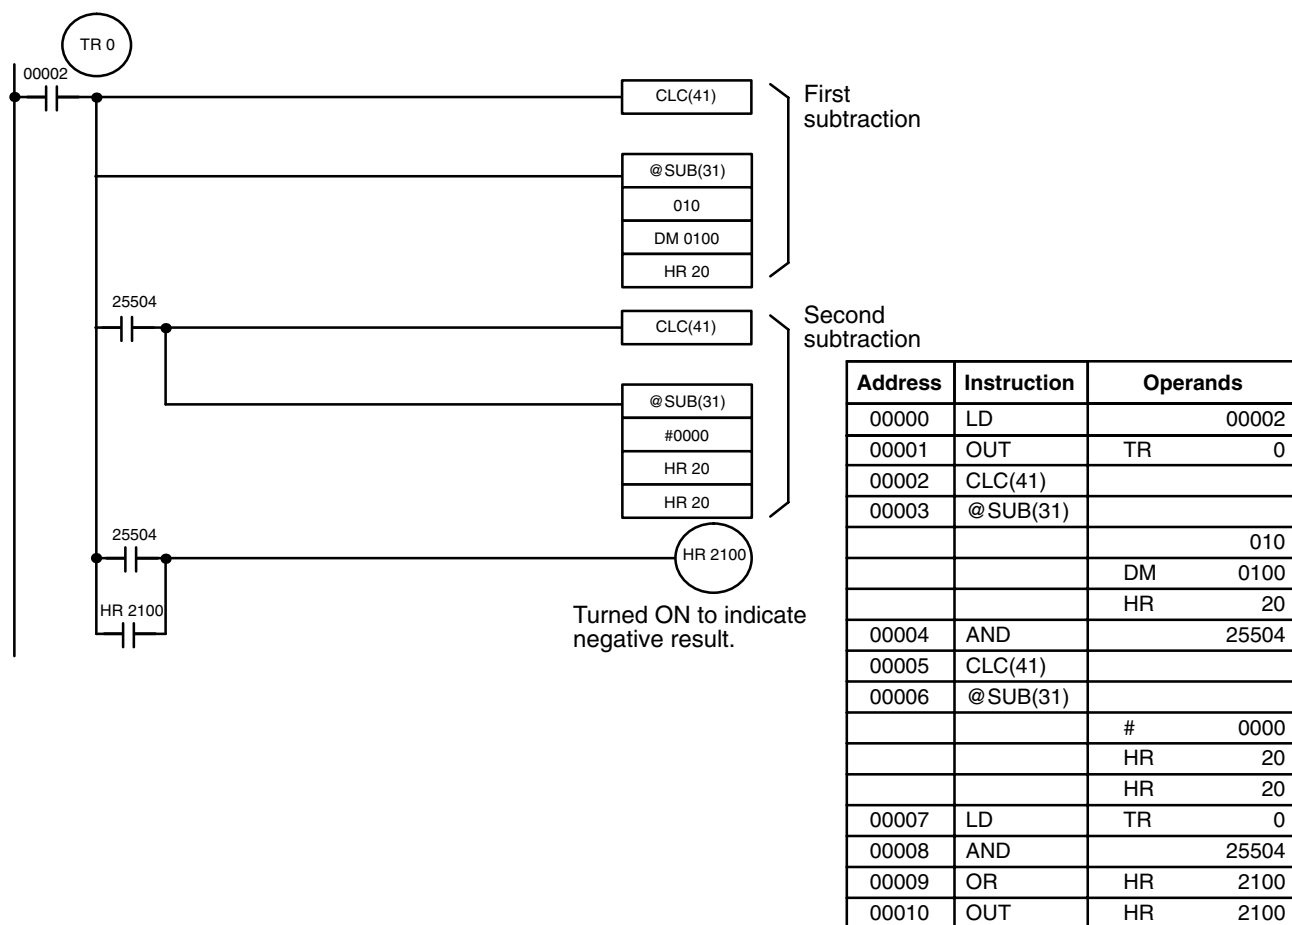 TR 0
00002
CLC(41)
First
subtraction
@SUB(31)
010
DM 0100
HR 20
25504
CLC(41)
Second
subtraction
@SUB(31)
#0000
HR 20
HR 20
25504
HR 2100
HR 2100
Turned ON to indicate
negative result.
Address Instruction Operands
00000 LD 00002
00001 OUT TR 0
00002 CLC(41)
00003 @SUB(31)
010
DM 0100
HR 20
00004 AND 25504
00005 CLC(41)
00006 @SUB(31)
# 0000
HR 20
HR 20
00007 LD TR 0
00008 AND 25504
00009 OR HR 2100
00010 OUT HR 2100